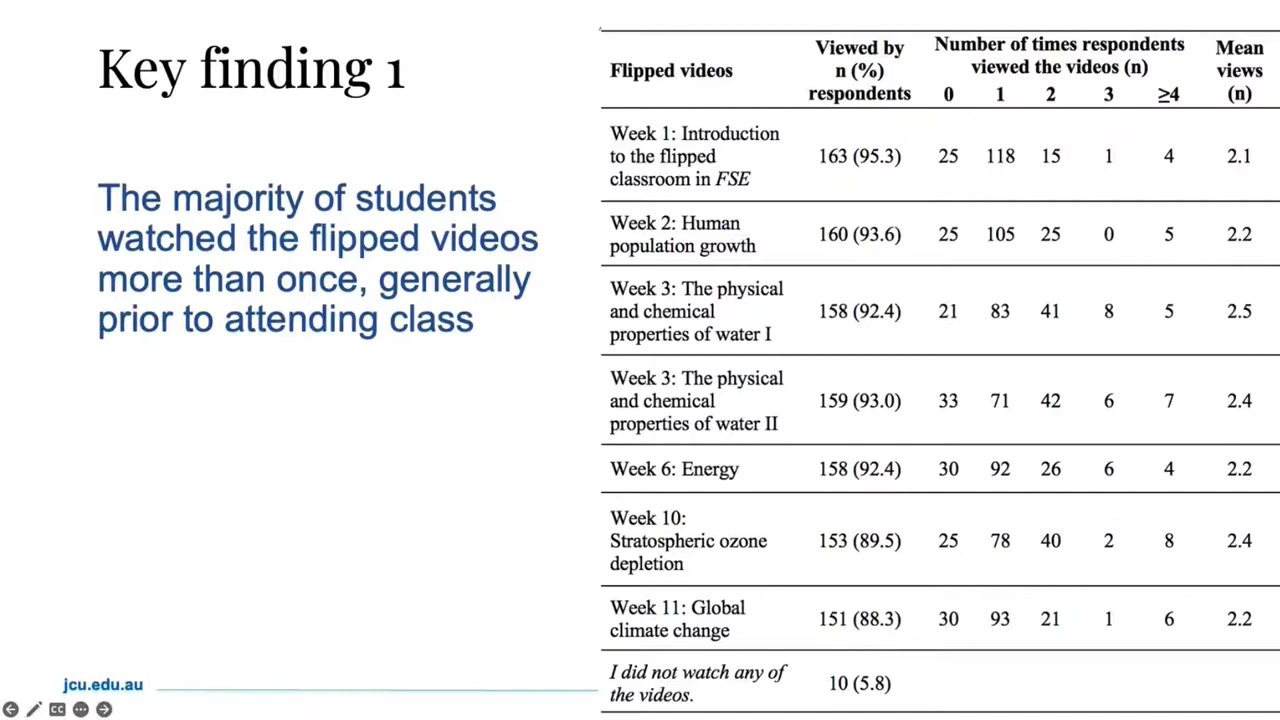 Key finding 1
The majority of students
watched the flipped videos
more than once, generally
prior to attending class
Flipped videos
Viewed by
n (%)
respondents
Number of times respondents
viewed the videos (n)
0 1 2 3 ≥4
Mean
views
(n)
Week 1: Introduction
to the flipped
classroom in FSE
163 (95.3) 25 118 15 1 4 2.1
Week 2: Human
population growth
160 (93.6) 25 105 25 0 5 2.2
Week 3: The physical
and chemical
properties of water I
158 (92.4) 21 83 41 8 5 2.5
Week 3: The physical
and chemical
properties of water II
159 (93.0) 33 71 42 6 7 2.4
Week 6: Energy 158 (92.4) 30 92 26 6 4 2.2
Week 10:
Stratospheric ozone
depletion
153 (89.5) 25 78 40 2 8 2.4
Week 11: Global
climate change
151 (88.3) 30 93 21 1 6 2.2
I did not watch any of
the videos.
10 (5.8)
jcu.edu.au
CC